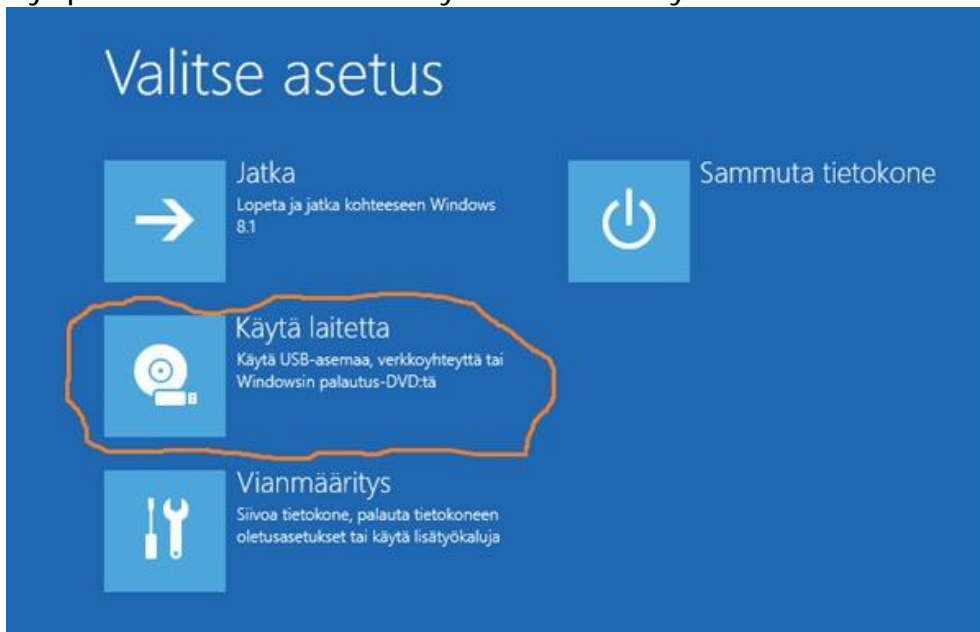 Valitse asetus
Jatka
Lopeta ja jatka kohteeseen Windows
8.1
Sammuta tietokone
Käytä laitetta
Käytä USB-asemaa, verkkoyhteyttä tai
Windowsin palautus-DVD:tä
Vianmääritys
Siivoa tietokone, palauta tietokoneen
oletusasetukset tai käytä lisätyökaluja